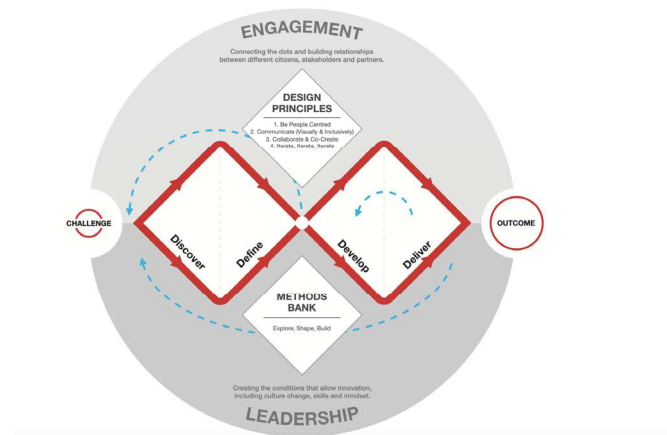 ENGAGEMENT
Connecting the dots and building relationships
between different citizens, stakeholders and partners.
DESIGN
PRINCIPLES
1. Be People Centred
2. Communicate (Visually & Inclusively)
3. Collaborate & Co-Create
4. Iterate, Iterate, Iterate
CHALLENGE
Discover
Define
Develop
Deliver
OUTCOME
METHODS
BANK
Explore, Shape, Build
Creating the conditions that allow innovation,
including culture change, skills and mindset.
LEADERSHIP